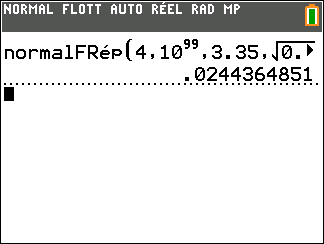 NORMAL FLOTT AUTO RÉEL RAD MP
normalFRép(4,10⁹⁹,3.35,√0.
.0244364851